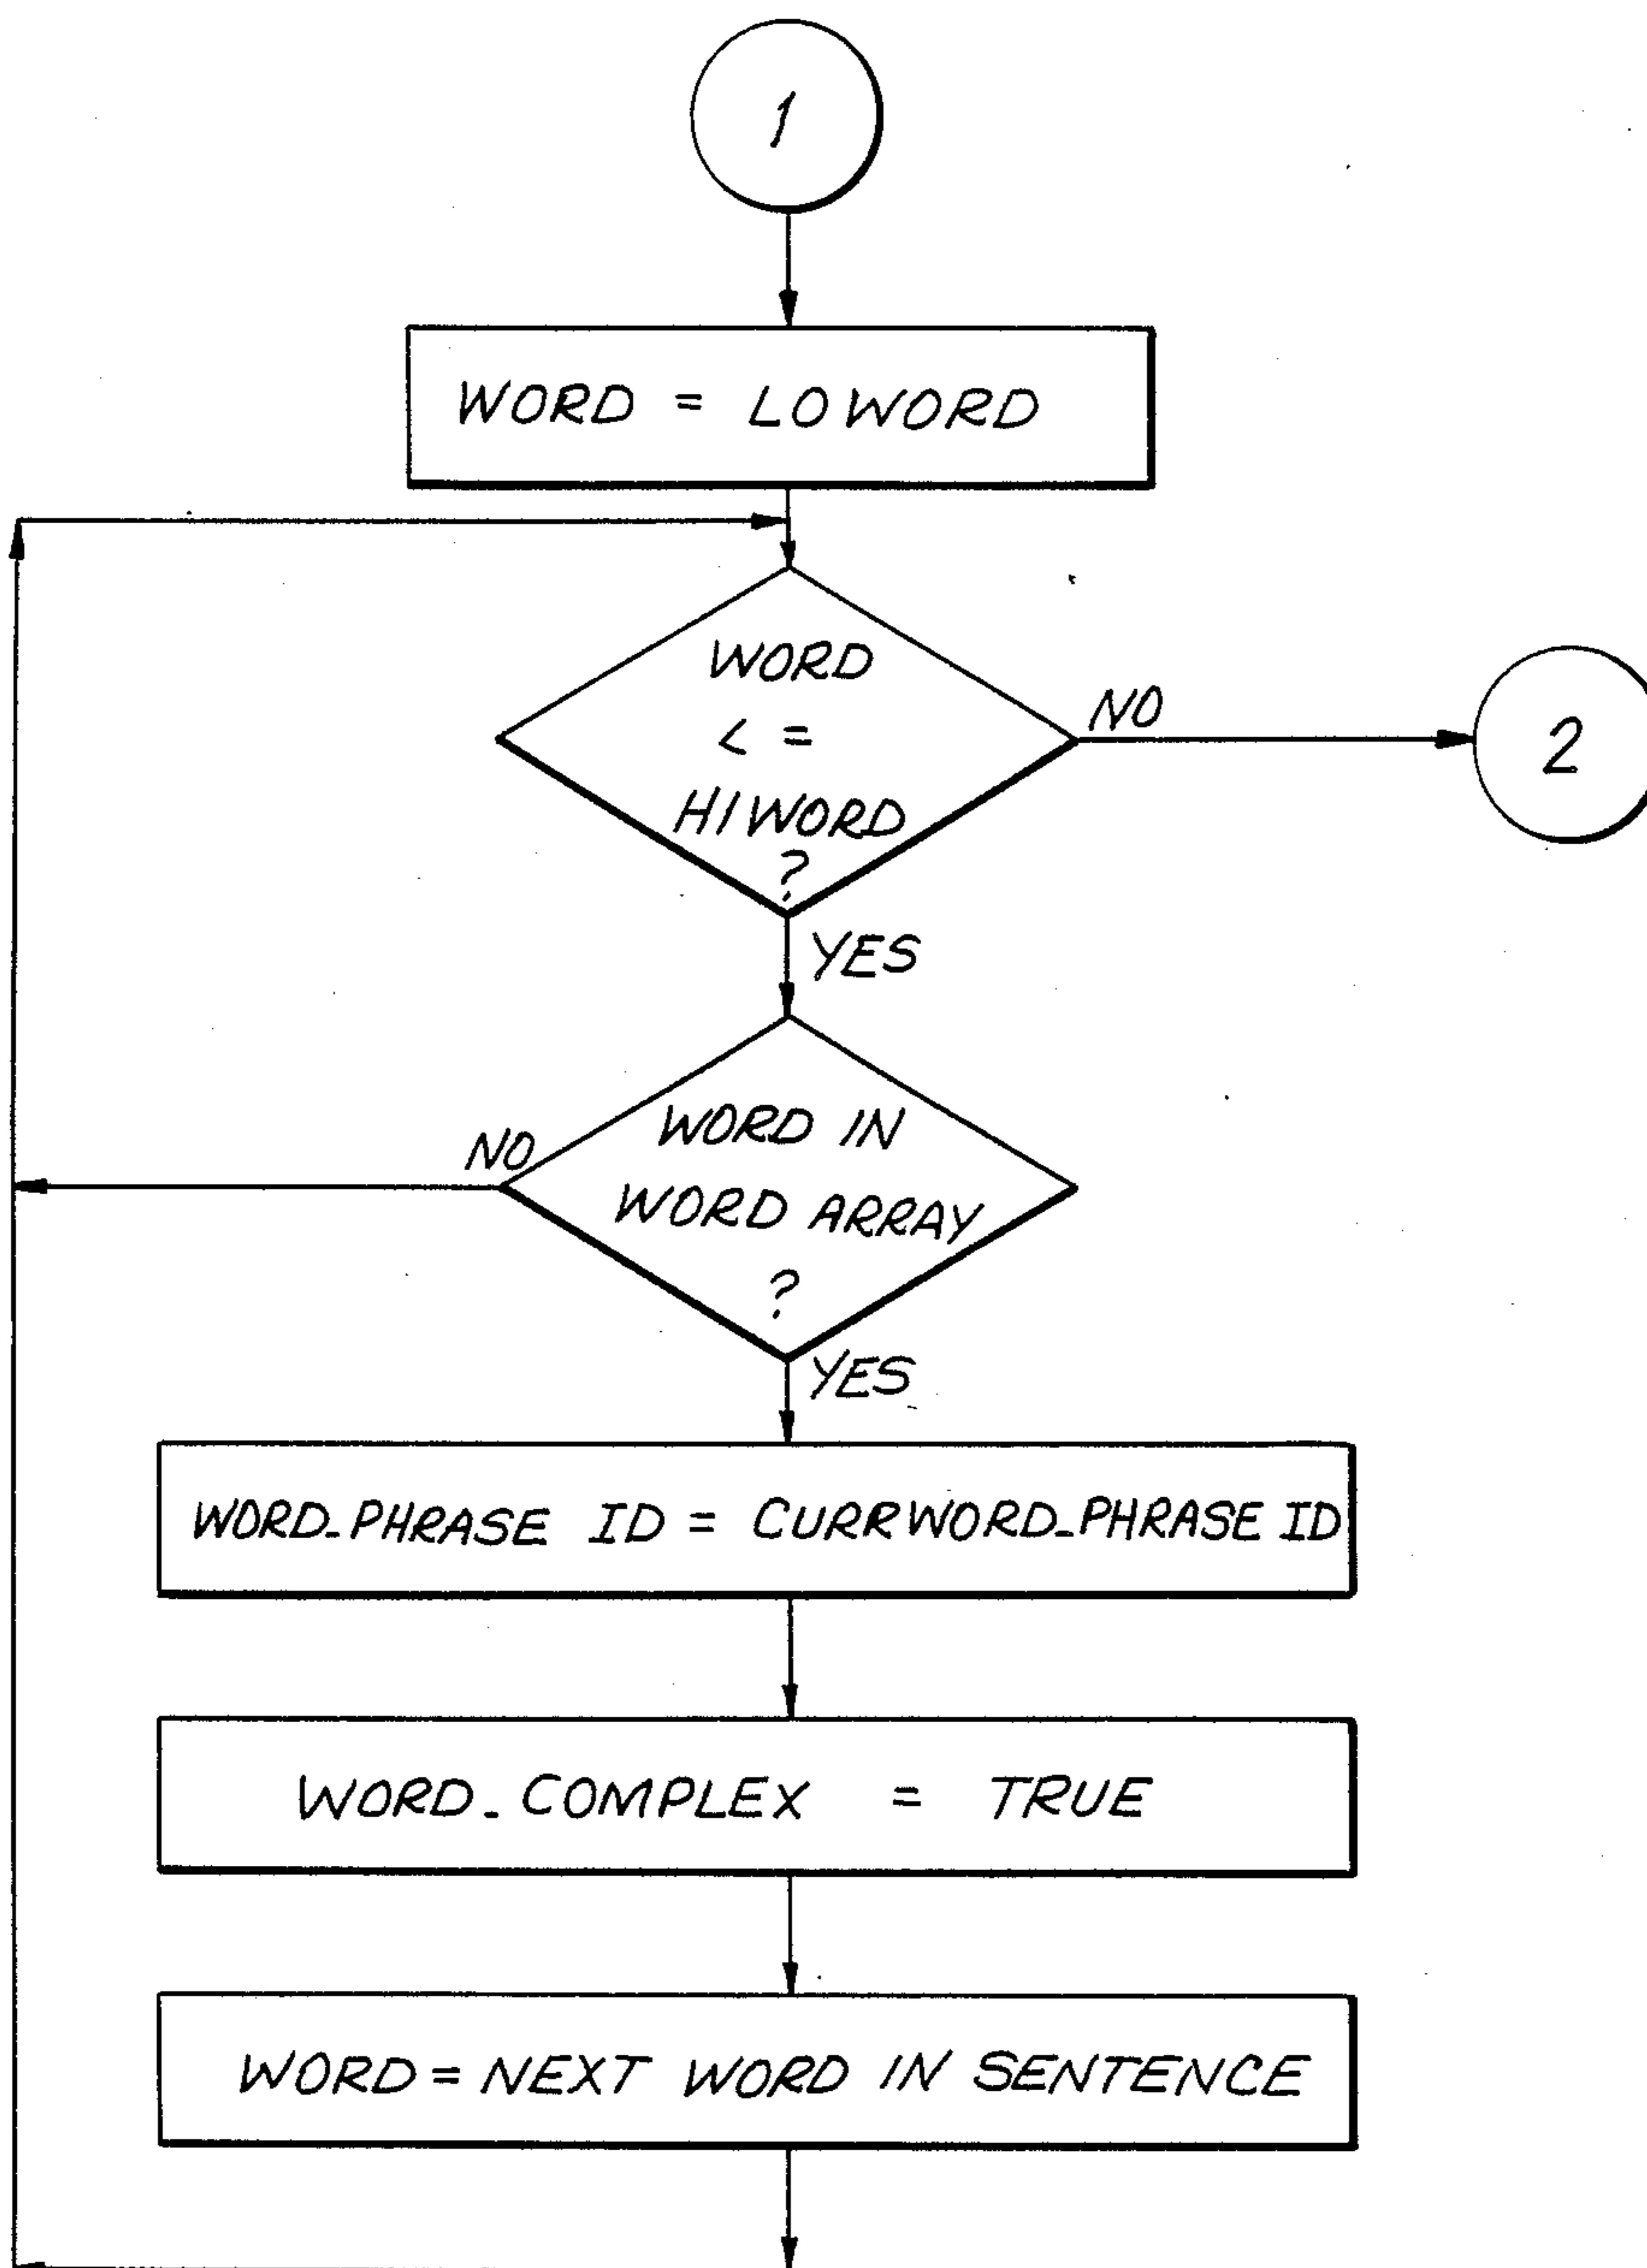 1
WORD = LOWORD
WORD
< =
HIWORD
?
NO
2
YES
WORD IN
WORD ARRAY
?
NO
YES
WORD_PHRASE ID = CURRWORD_PHRASE ID
WORD_COMPLEX = TRUE
WORD = NEXT WORD IN SENTENCE